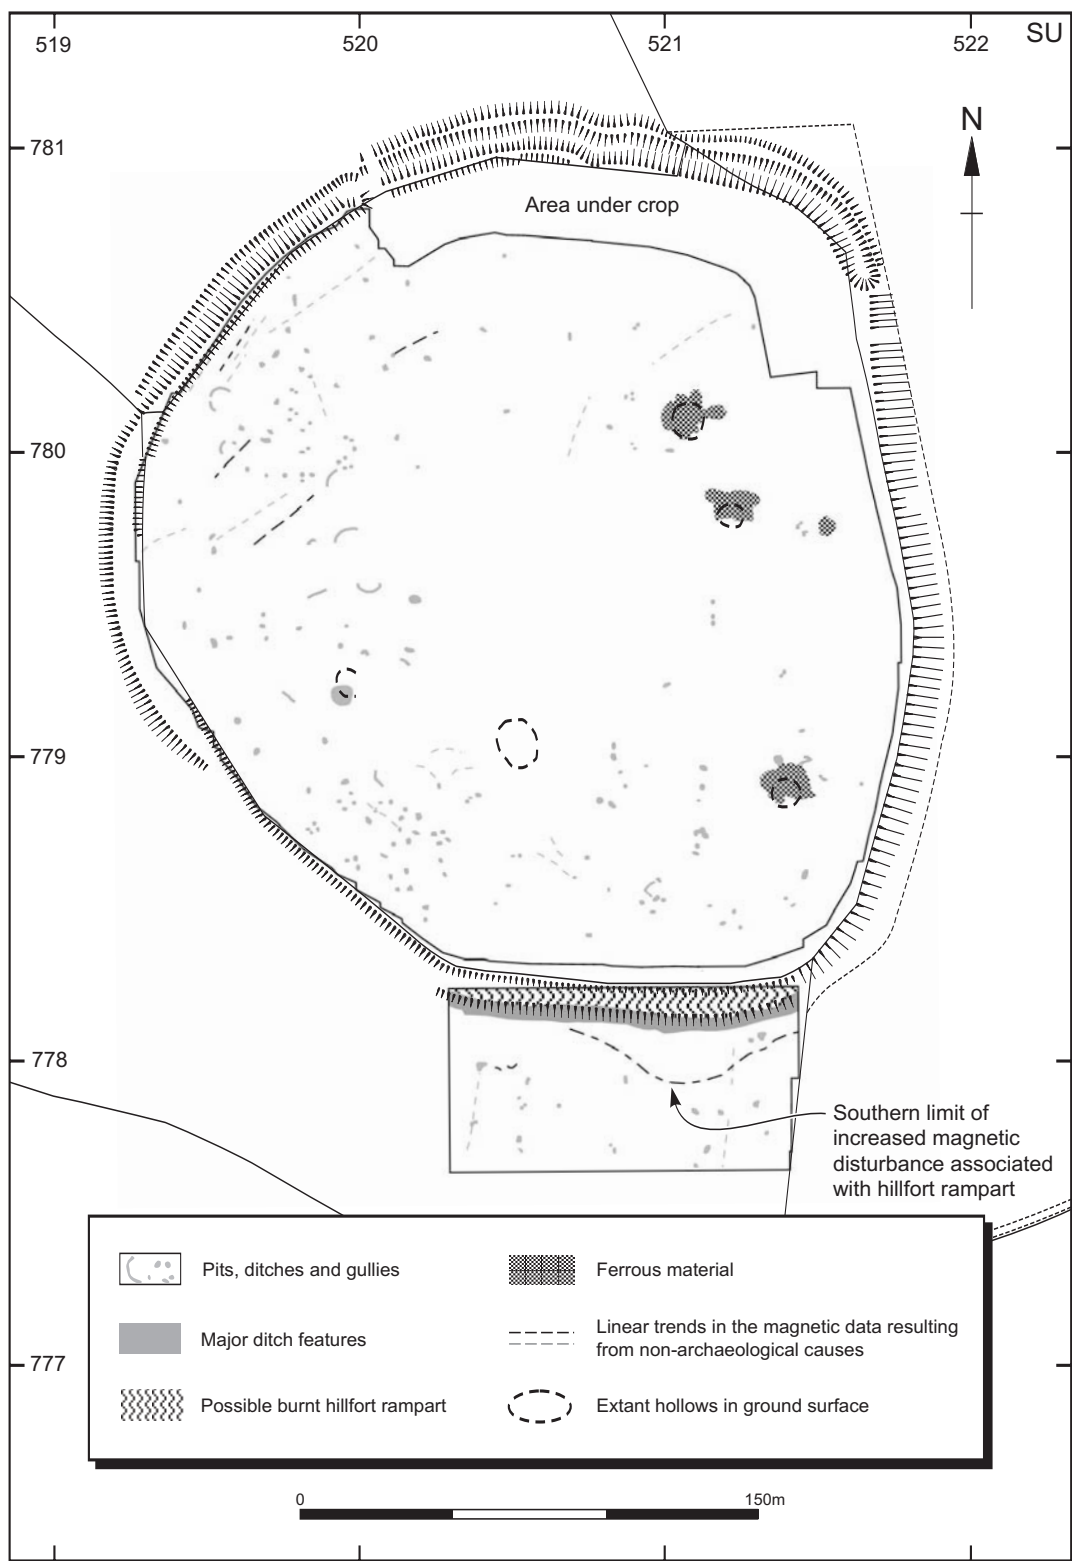 519
520
521
522
SU
781
N
Area under crop
780
779
778
Southern limit of
increased magnetic
disturbance associated
with hillfort rampart
Pits, ditches and gullies
Ferrous material
Major ditch features
Linear trends in the magnetic data resulting
from non-archaeological causes
777
Possible burnt hillfort rampart
Extant hollows in ground surface
0
150m